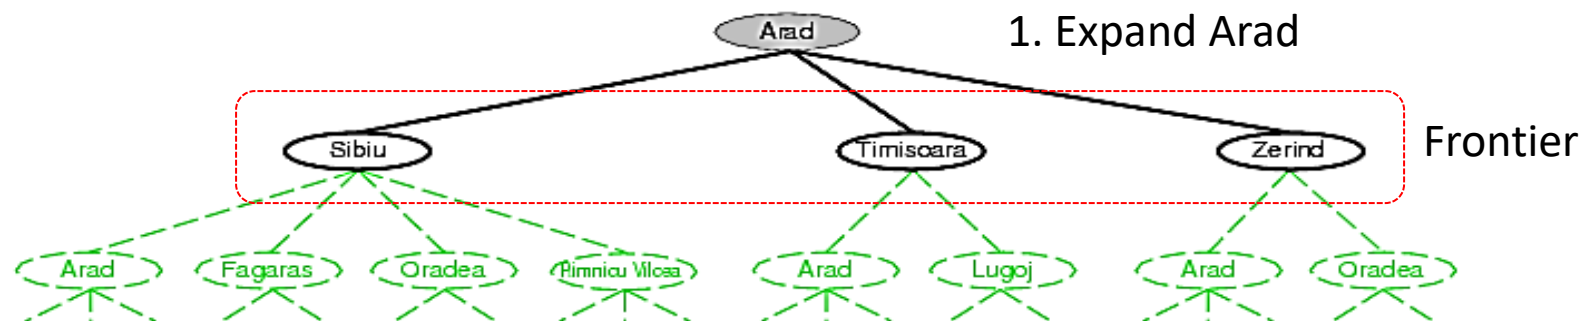 Arad
1. Expand Arad
Sibiu
Timisoara
Zerind
Frontier
Arad
Fagaras
Oradea
Rimnicu Vilcea
Arad
Lugoj
Arad
Oradea